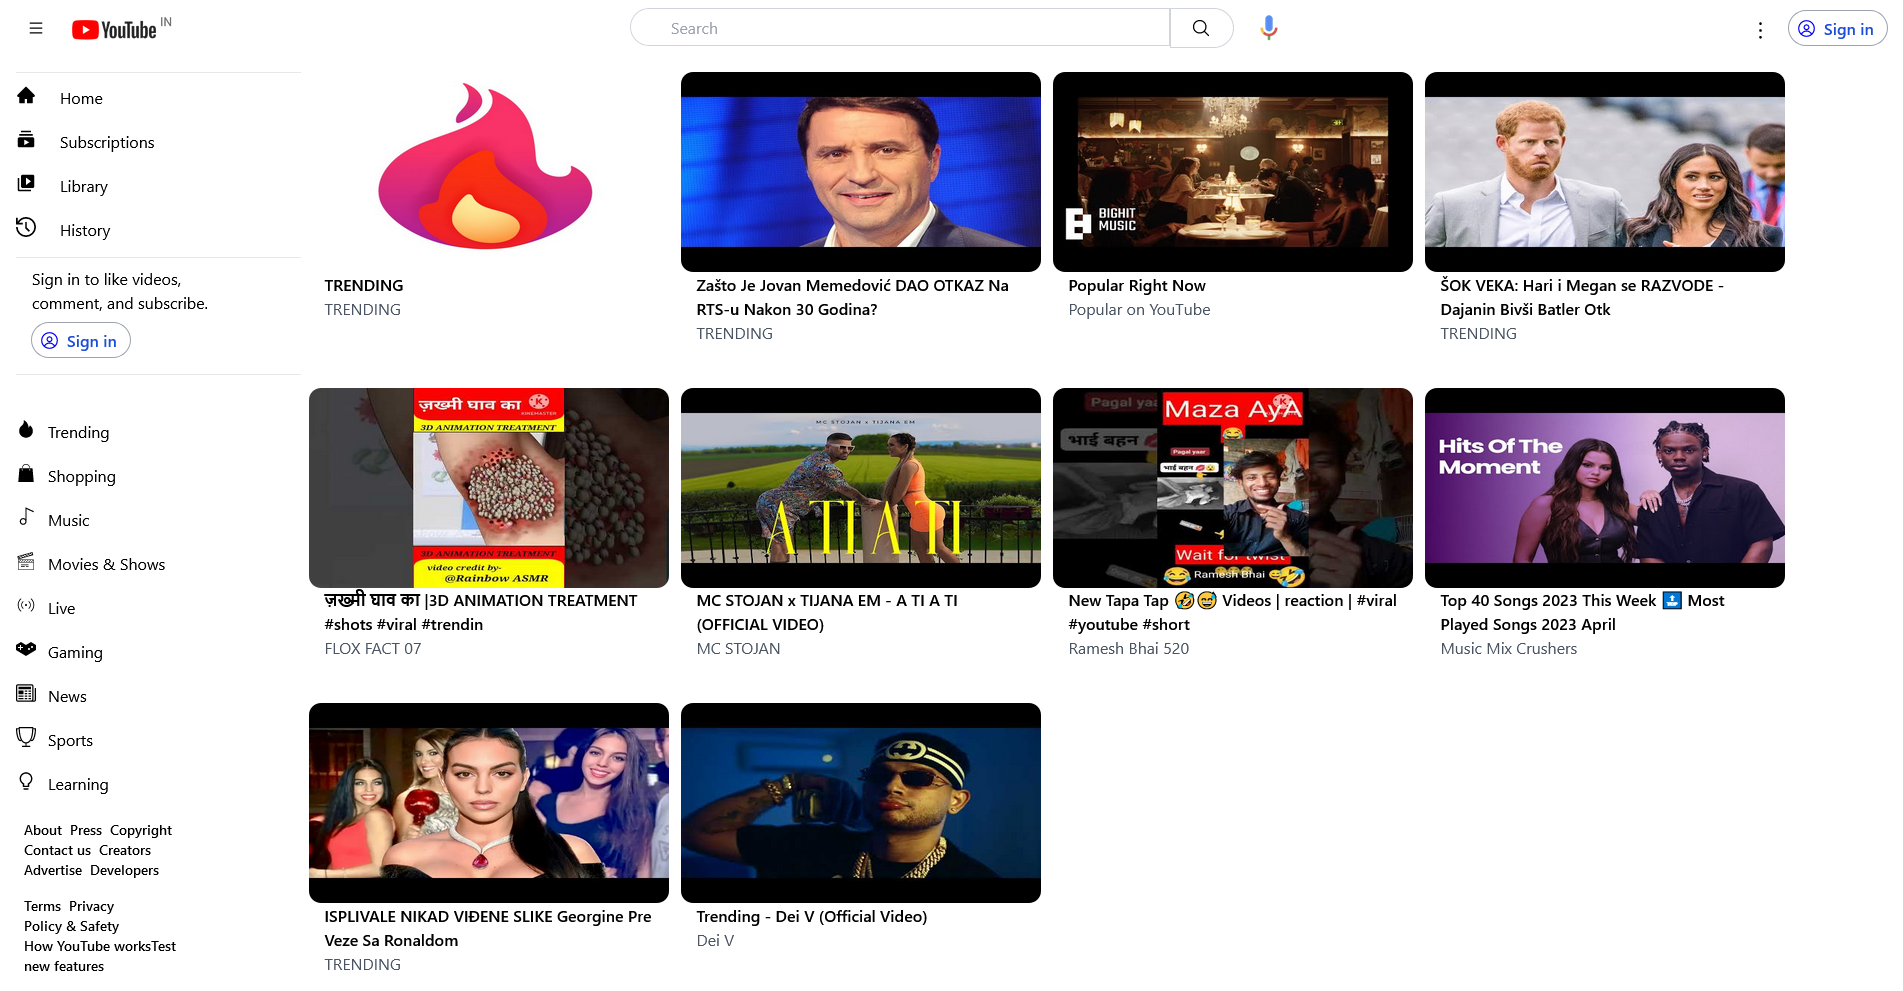 YouTube IN
Search
Sign in
Home
Subscriptions
Library
History
Sign in to like videos,
comment, and subscribe.
Sign in
Trending
Shopping
Music
Movies & Shows
Live
Gaming
News
Sports
Learning
About Press Copyright
Contact us Creators
Advertise Developers
Terms Privacy
Policy & Safety
How YouTube worksTest
new features
TRENDING
TRENDING
Zašto Je Jovan Memedović DAO OTKAZ Na
RTS-u Nakon 30 Godina?
TRENDING
BIGHIT
MUSIC
Popular Right Now
Popular on YouTube
ŠOK VEKA: Hari i Megan se RAZVODE -
Dajanin Bivši Batler Otk
TRENDING
ज़ख्मी घाव का
KINEMASTER
3D ANIMATION TREATMENT
3D ANIMATION TREATMENT
video credit by-
@Rainbow ASMR
ज़ख्मी घाव का |3D ANIMATION TREATMENT
#shots #viral #trendin
FLOX FACT 07
MC STOJAN x TIJANA EM
A TI A TI
MC STOJAN x TIJANA EM - A TI A TI
(OFFICIAL VIDEO)
MC STOJAN
Pagal yaar
Maza AyA
भाई बहन
Pagal yaar
भाई बहन
Wait for twist
Ramesh Bhai
New Tapa Tap 🤣😅 Videos | reaction | #viral
#youtube #short
Ramesh Bhai 520
Hits Of The
Moment
Top 40 Songs 2023 This Week 🛳 Most
Played Songs 2023 April
Music Mix Crushers
ISPLIVALE NIKAD VIĐENE SLIKE Georgine Pre
Veze Sa Ronaldom
TRENDING
Trending - Dei V (Official Video)
Dei V